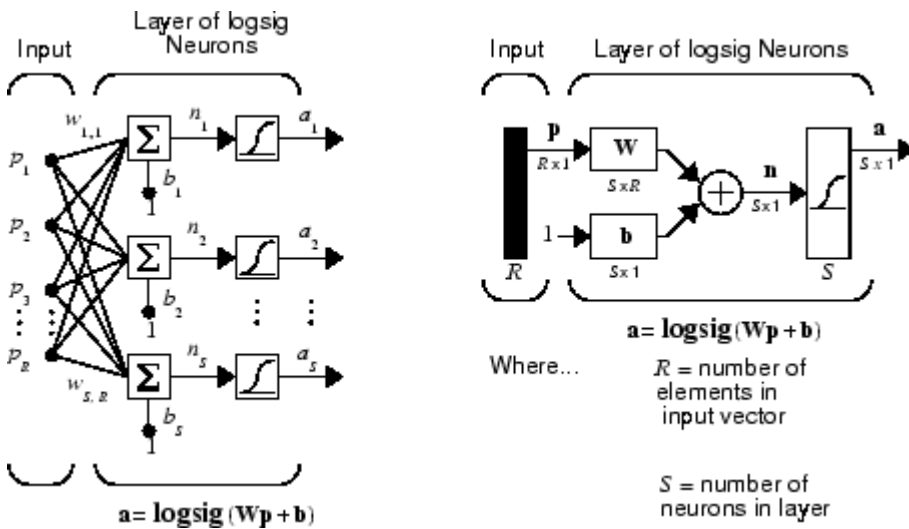 Input
Layer of logsig
Neurons
w1,1
n1
a1
Σ
p1
b1
1
p2
n2
a2
Σ
p3
b2
1
pR
nS
aS
Σ
wS, R
bS
1
a= logsig (Wp + b)
Input
Layer of logsig Neurons
p
W
a
R x 1
S x R
n
S x 1
+
S x 1
1
b
R
S x 1
S
a= logsig (Wp + b)
Where...
R = number of
elements in
input vector
S = number of
neurons in layer